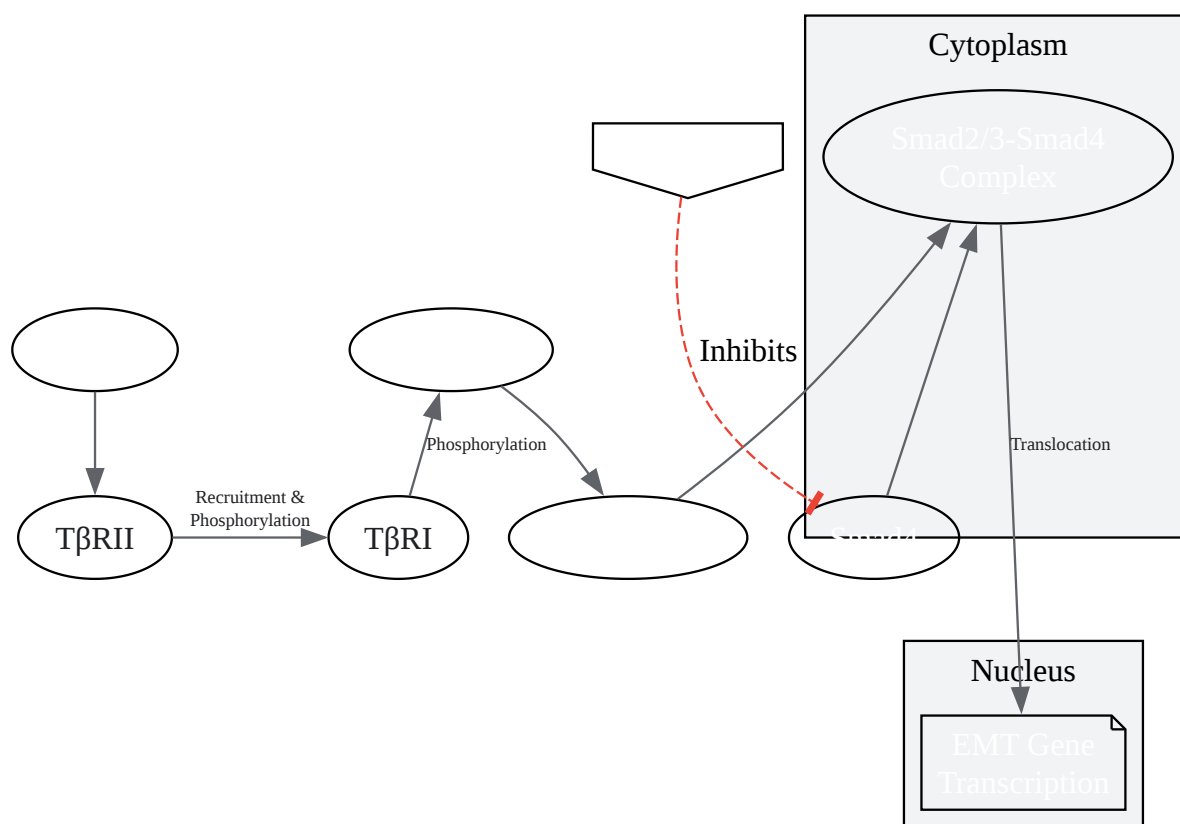 Cytoplasm
Smad2/3-Smad4
Complex
Inhibits
Phosphorylation
Translocation
Recruitment &
Phosphorylation
TβRII
TβRI
Smad4
Nucleus
EMT Gene
Transcription